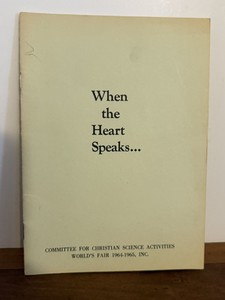 When
the
Heart
Speaks...
COMMITTEE FOR CHRISTIAN SCIENCE ACTIVITIES
WORLD'S FAIR 1964-1965, INC.